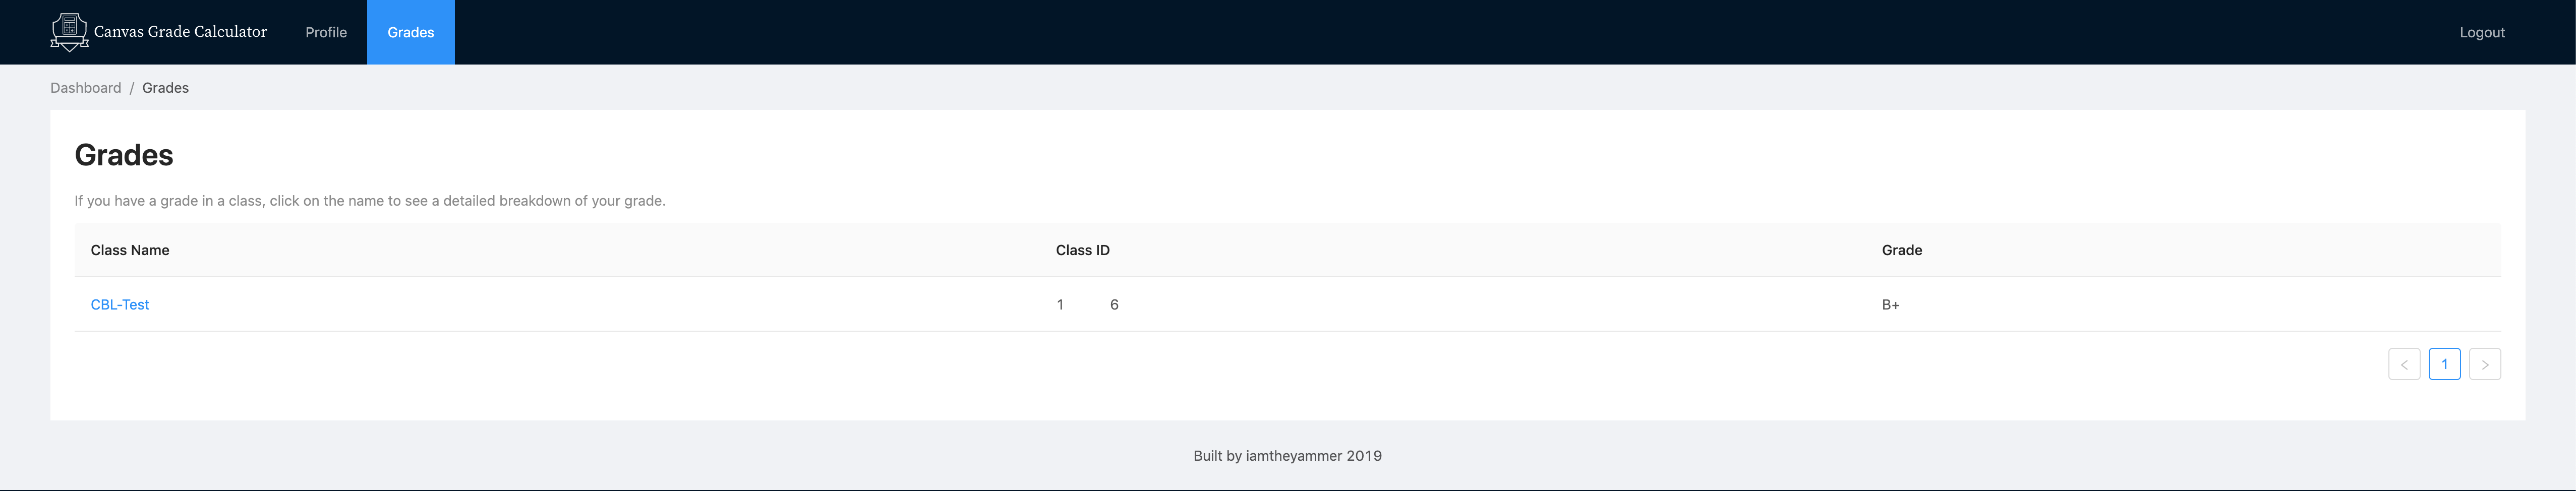 Canvas Grade Calculator Profile Grades Logout
Dashboard / Grades
Grades
If you have a grade in a class, click on the name to see a detailed breakdown of your grade.
Class Name Class ID Grade
CBL-Test 1 6 B+
< 1 >
Built by iamtheyammer 2019